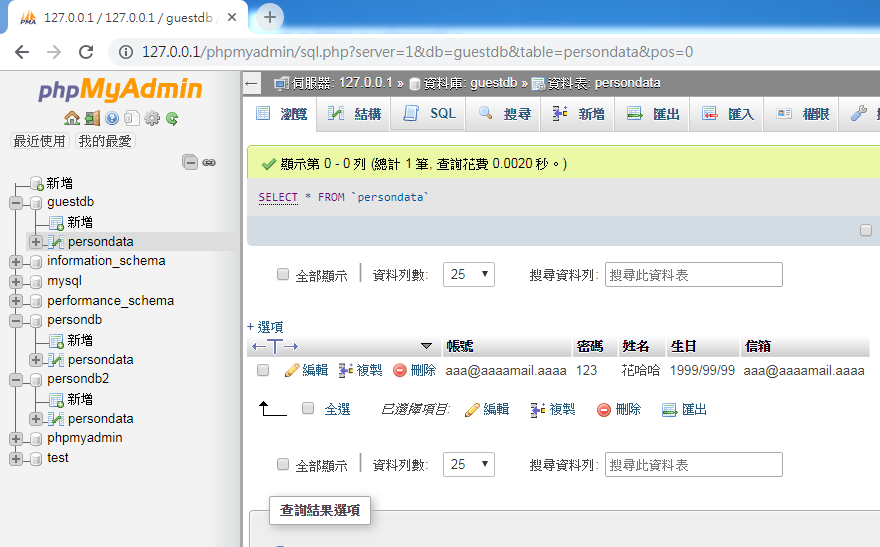 127.0.0.1 / 127.0.0.1 / guestdb
127.0.0.1/phpmyadmin/sql.php?server=1&db=guestdb&table=persondata&pos=0
phpMyAdmin
最近使用 我的最愛
新增
guestdb
新增
persondata
information_schema
mysql
performance_schema
persondb
新增
persondata
persondb2
新增
persondata
phpmyadmin
test
伺服器: 127.0.0.1 » 資料庫: guestdb » 資料表: persondata
瀏覽 結構 SQL 搜尋 新增 匯出 匯入 權限
顯示第 0 - 0 列 (總計 1 筆, 查詢花費 0.0020 秒。)
SELECT * FROM `persondata`
全部顯示 資料列數: 25 搜尋資料列: 搜尋此資料表
+ 選項
←T→ 帳號 密碼 姓名 生日 信箱
編輯 複製 刪除 aaa@aaaamail.aaaa 123 花哈哈 1999/99/99 aaa@aaaamail.aaaa
全選 已選擇項目: 編輯 複製 刪除 匯出
全部顯示 資料列數: 25 搜尋資料列: 搜尋此資料表
查詢結果選項